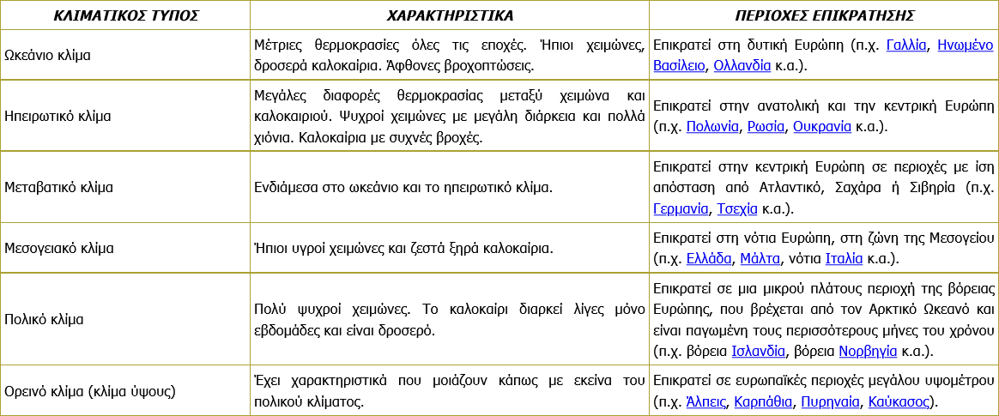 ΚΛΙΜΑΤΙΚΟΣ ΤΥΠΟΣ
ΧΑΡΑΚΤΗΡΙΣΤΙΚΑ
ΠΕΡΙΟΧΕΣ ΕΠΙΚΡΑΤΗΣΗΣ
Ωκεάνιο κλίμα
Μέτριες θερμοκρασίες όλες τις εποχές. Ήπιοι χειμώνες,
δροσερά καλοκαίρια. Άφθονες βροχοπτώσεις.
Επικρατεί στη δυτική Ευρώπη (π.χ. Γαλλία, Ηνωμένο
Βασίλειο, Ολλανδία κ.α.).
Ηπειρωτικό κλίμα
Μεγάλες διαφορές θερμοκρασίας μεταξύ χειμώνα και
καλοκαιριού. Ψυχροί χειμώνες με μεγάλη διάρκεια και πολλά
χιόνια. Καλοκαίρια με συχνές βροχές.
Επικρατεί στην ανατολική και την κεντρική Ευρώπη
(π.χ. Πολωνία, Ρωσία, Ουκρανία κ.α.).
Μεταβατικό κλίμα
Ενδιάμεσα στο ωκεάνιο και το ηπειρωτικό κλίμα.
Επικρατεί στην κεντρική Ευρώπη σε περιοχές με ίση
απόσταση από Ατλαντικό, Σαχάρα ή Σιβηρία (π.χ.
Γερμανία, Τσεχία κ.α.).
Μεσογειακό κλίμα
Ήπιοι υγροί χειμώνες και ζεστά ξηρά καλοκαίρια.
Επικρατεί στη νότια Ευρώπη, στη ζώνη της Μεσογείου
(π.χ. Ελλάδα, Μάλτα, νότια Ιταλία κ.α.).
Πολικό κλίμα
Πολύ ψυχροί χειμώνες. Το καλοκαίρι διαρκεί λίγες μόνο
εβδομάδες και είναι δροσερό.
Επικρατεί σε μια μικρού πλάτους περιοχή της βόρειας
Ευρώπης, που βρέχεται από τον Αρκτικό Ωκεανό και
είναι παγωμένη τους περισσότερους μήνες του χρόνου
(π.χ. βόρεια Ισλανδία, βόρεια Νορβηγία κ.α.).
Ορεινό κλίμα (κλίμα ύψους)
Έχει χαρακτηριστικά που μοιάζουν κάπως με εκείνα του
πολικού κλίματος.
Επικρατεί σε ευρωπαϊκές περιοχές μεγάλου υψομέτρου
(π.χ. Άλπεις, Καρπάθια, Πυρηναία, Καύκασος).